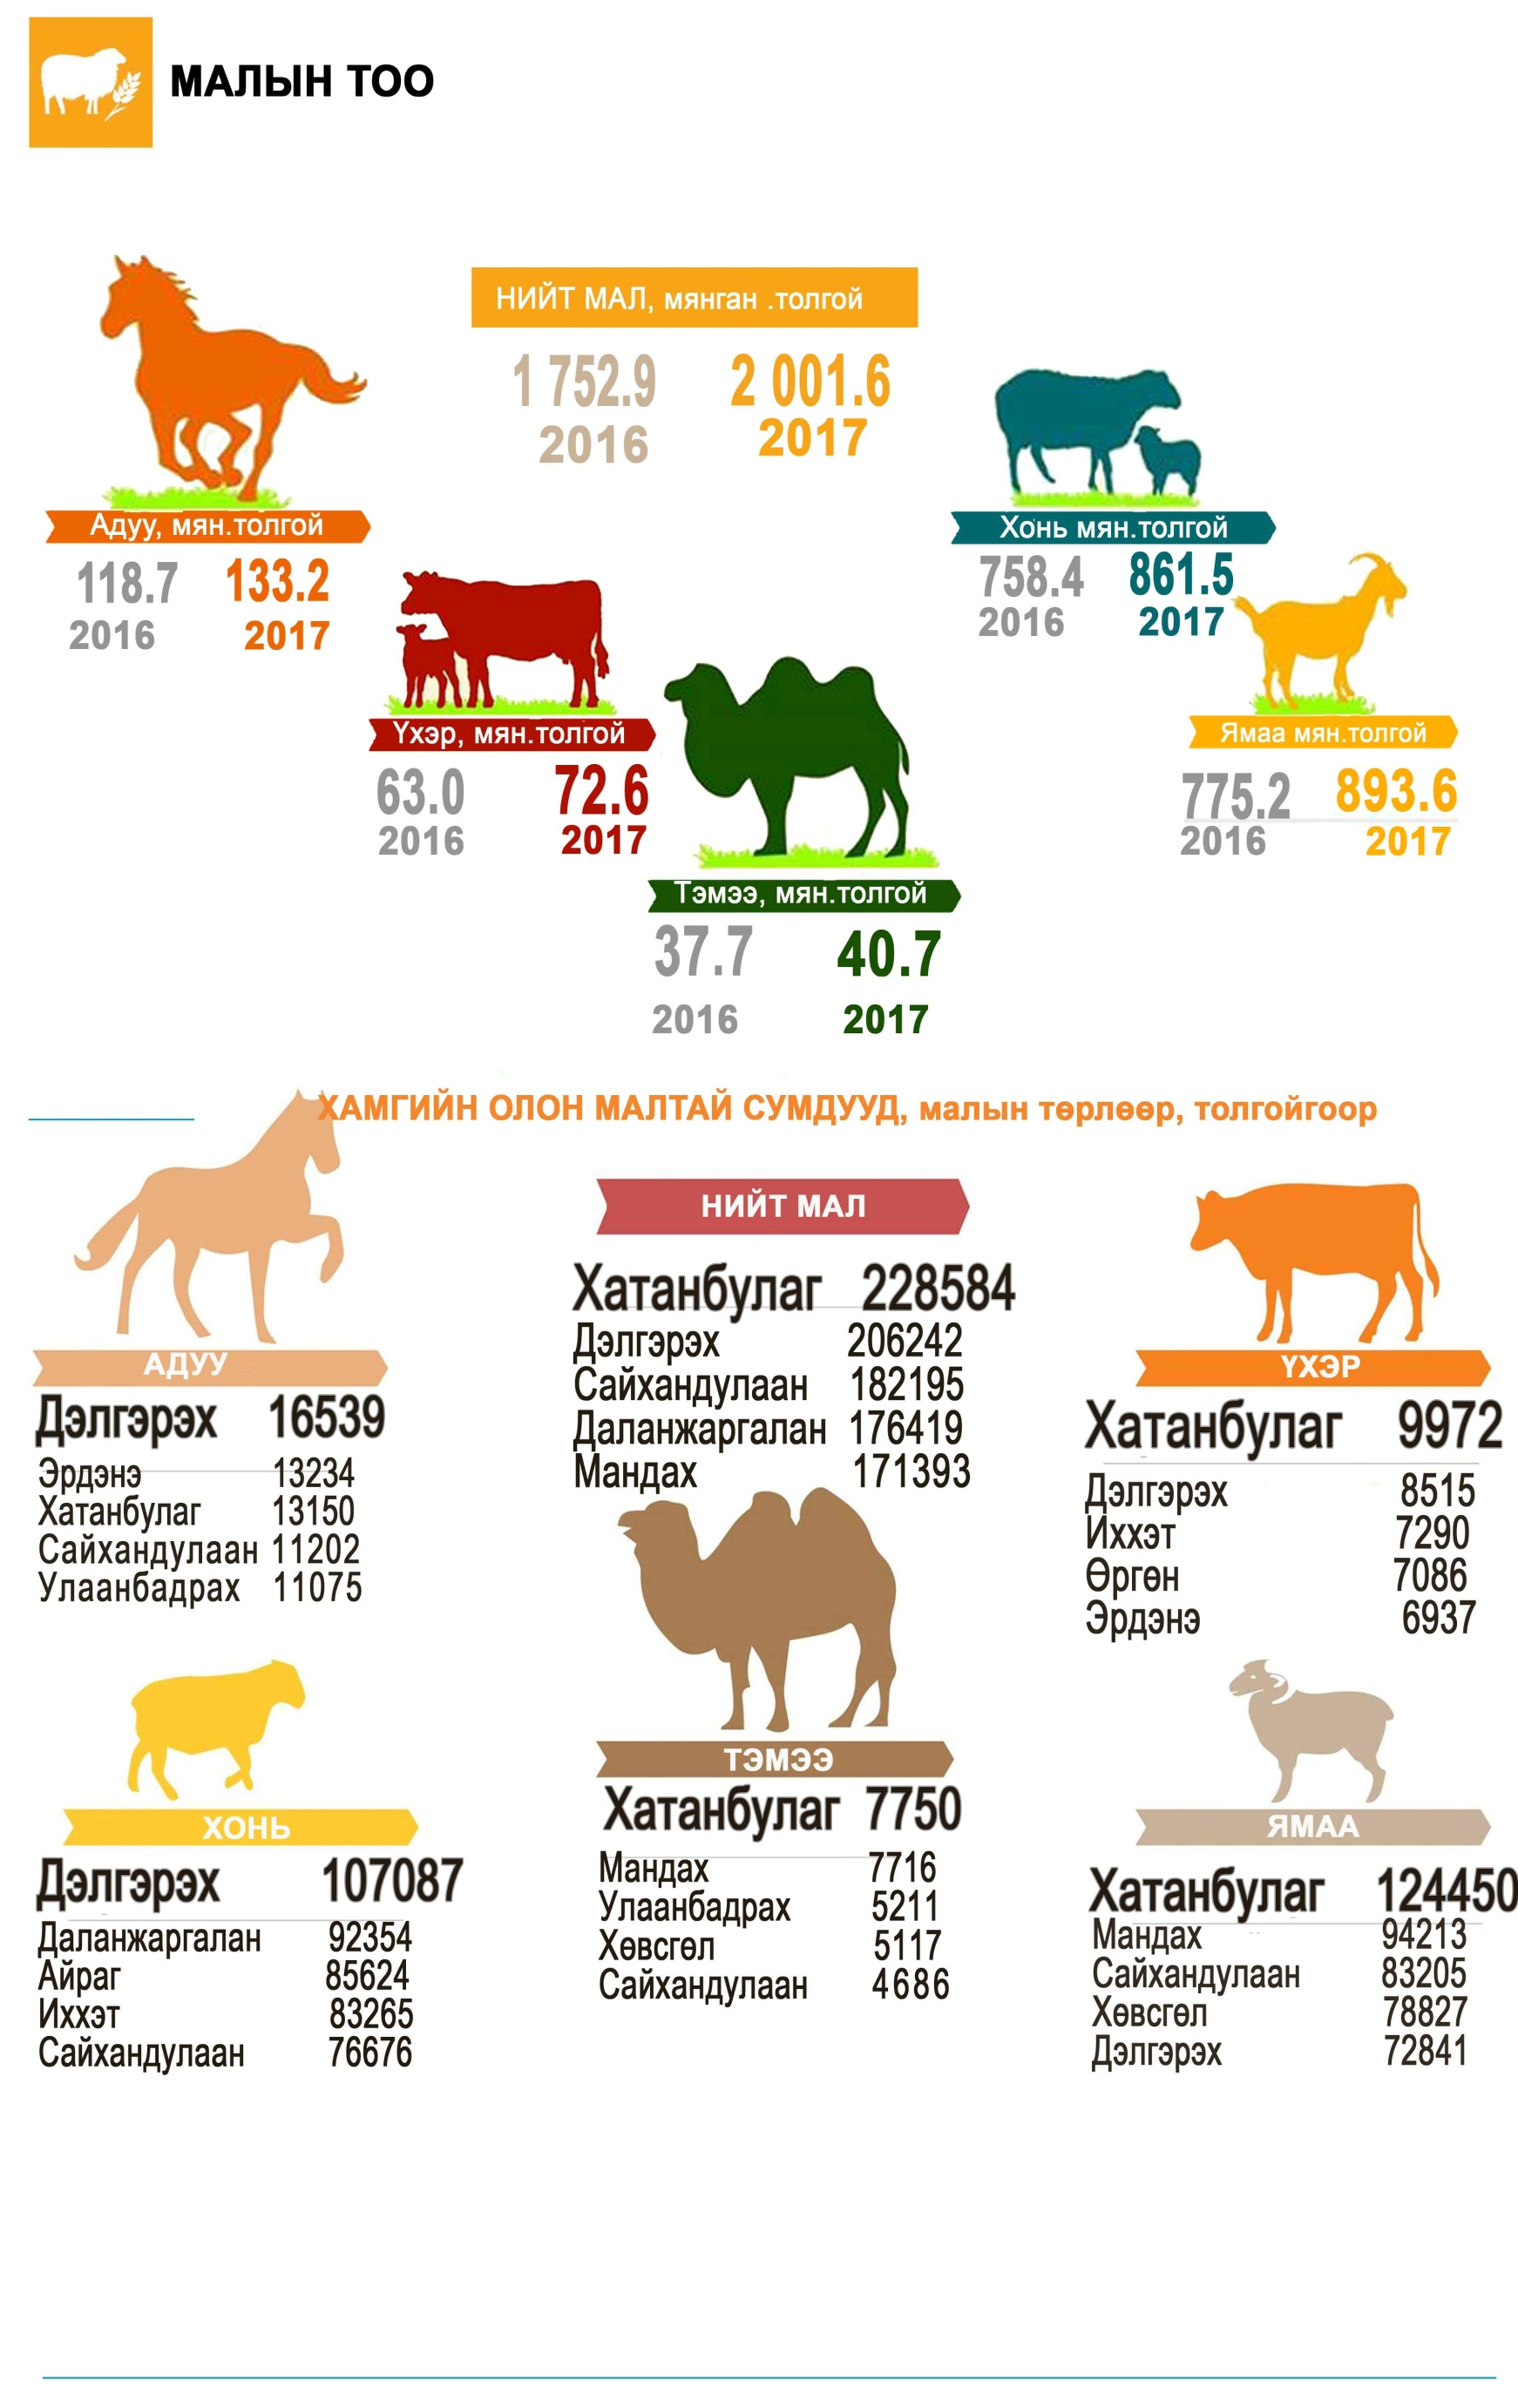 МАЛЫН ТОО
НИЙТ МАЛ, мянган .толгой
1 752.9 2 001.6
2016 2017
Адуу, мян.толгой
118.7 133.2
2016 2017
Хонь мян.толгой
758.4 861.5
2016 2017
Үхэр, мян.толгой
63.0 72.6
2016 2017
Ямаа мян.толгой
775.2 893.6
2016 2017
Тэмээ, мян.толгой
37.7 40.7
2016 2017
ХАМГИЙН ОЛОН МАЛТАЙ СУМДУУД, малын төрлөөр, толгойгоор
АДУУ
Дэлгэрэх 16539
Эрдэнэ 13234
Хатанбулаг 13150
Сайхандулаан 11202
Улаанбадрах 11075
НИЙТ МАЛ
Хатанбулаг 228584
Дэлгэрэх 206242
Сайхандулаан 182195
Даланжаргалан 176419
Мандах 171393
ҮХЭР
Хатанбулаг 9972
Дэлгэрэх 8515
Иххэт 7290
Өргөн 7086
Эрдэнэ 6937
ХОНЬ
Дэлгэрэх 107087
Даланжаргалан 92354
Айраг 85624
Иххэт 83265
Сайхандулаан 76676
ТЭМЭЭ
Хатанбулаг 7750
Мандах 7716
Улаанбадрах 5211
Хөвсгөл 5117
Сайхандулаан 4686
ЯМАА
Хатанбулаг 124450
Мандах 94213
Сайхандулаан 83205
Хөвсгөл 78827
Дэлгэрэх 72841